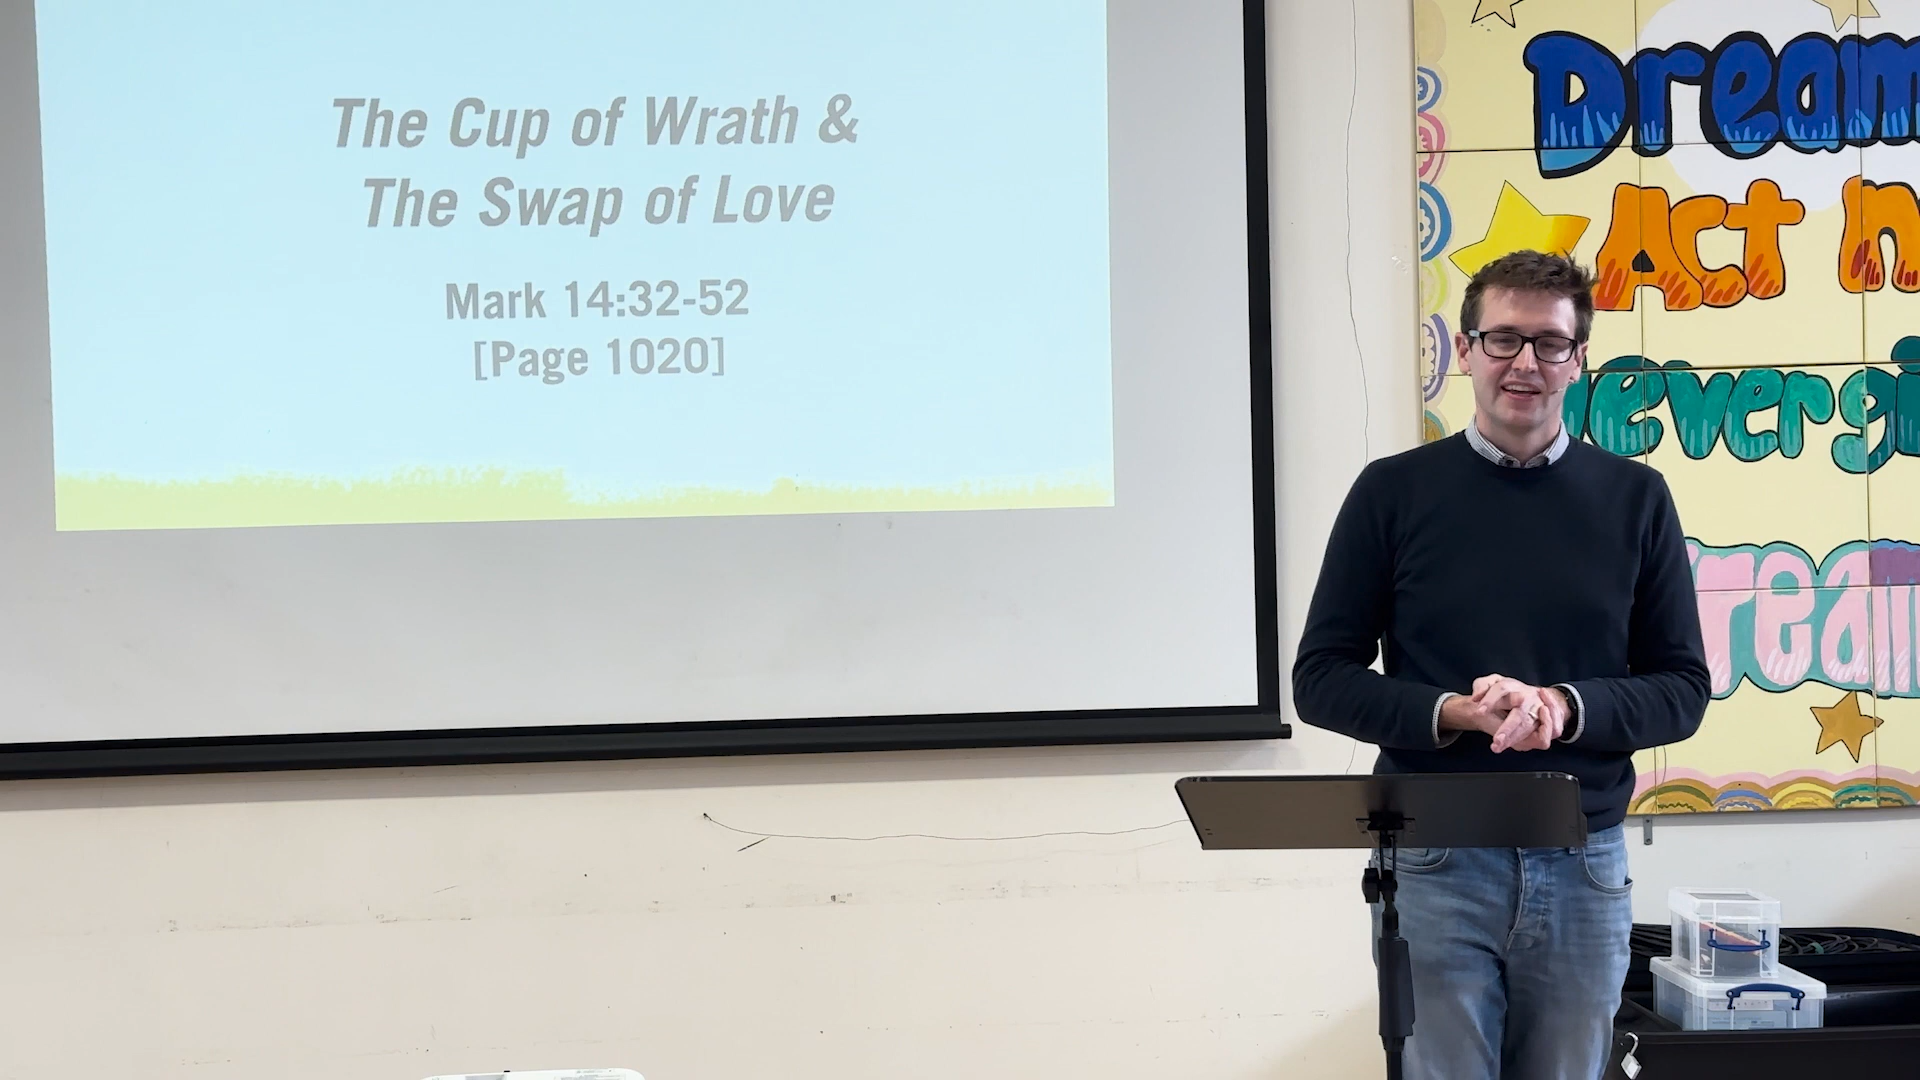 The Cup of Wrath &
The Swap of Love
Mark 14:32-52
[Page 1020]
Dream
Act